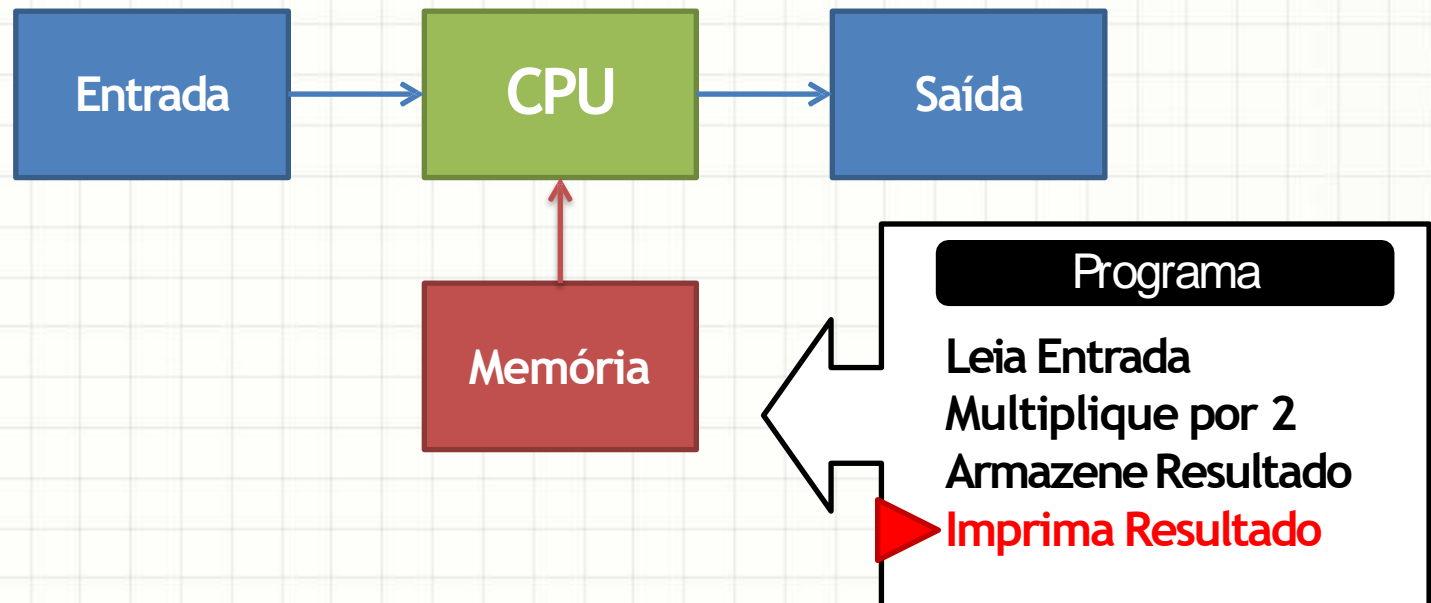 Entrada
CPU
Saída
Memória
Programa
Leia Entrada
Multiplique por 2
Armazene Resultado
Imprima Resultado